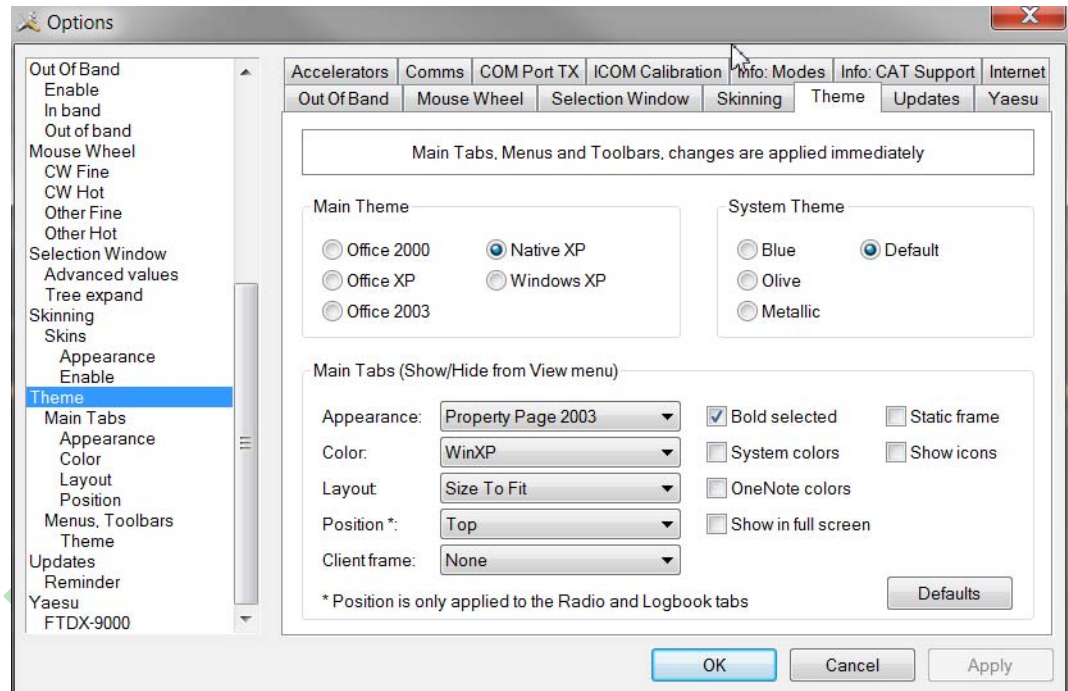 Options
X
Out Of Band
Enable
In band
Out of band
Mouse Wheel
CW Fine
CW Hot
Other Fine
Other Hot
Selection Window
Advanced values
Tree expand
Skinning
Skins
Appearance
Enable
Theme
Main Tabs
Appearance
Color
Layout
Position
Menus, Toolbars
Theme
Updates
Reminder
Yaesu
FTDX-9000
Accelerators Comms COM Port TX ICOM Calibration Info: Modes Info: CAT Support Internet
Out Of Band Mouse Wheel Selection Window Skinning Theme Updates Yaesu
Main Tabs, Menus and Toolbars, changes are applied immediately
Main Theme
Office 2000 Native XP
Office XP Windows XP
Office 2003
System Theme
Blue Default
Olive
Metallic
Main Tabs (Show/Hide from View menu)
Appearance: Property Page 2003 Bold selected Static frame
Color: WinXP System colors Show icons
Layout: Size To Fit OneNote colors
Position *: Top Show in full screen
Client frame: None
* Position is only applied to the Radio and Logbook tabs
Defaults
OK Cancel Apply